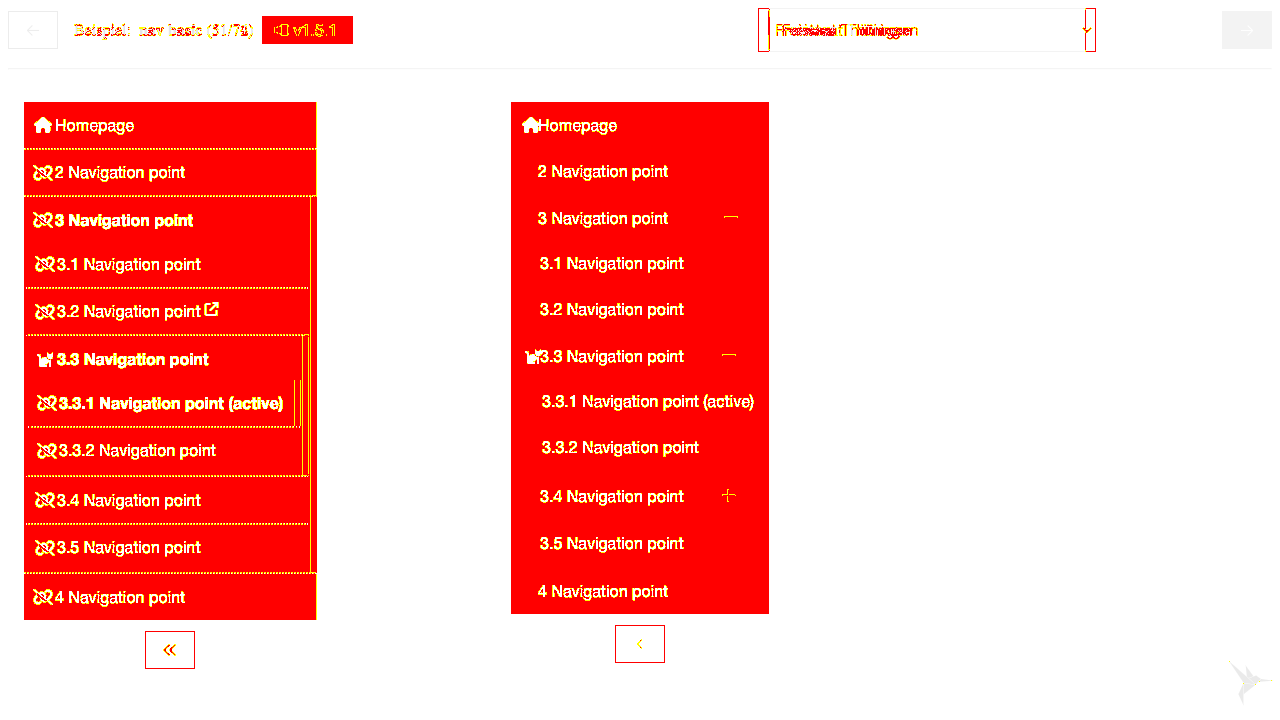 Beispiel: nav basic (51/78) v1.5.1
Homepage
2 Navigation point
3 Navigation point
3.1 Navigation point
3.2 Navigation point
3.3 Navigation point
3.3.1 Navigation point (active)
3.3.2 Navigation point
3.4 Navigation point
3.5 Navigation point
4 Navigation point
«
Homepage
2 Navigation point
3 Navigation point
3.1 Navigation point
3.2 Navigation point
3.3 Navigation point
3.3.1 Navigation point (active)
3.3.2 Navigation point
3.4 Navigation point
3.5 Navigation point
4 Navigation point
‹